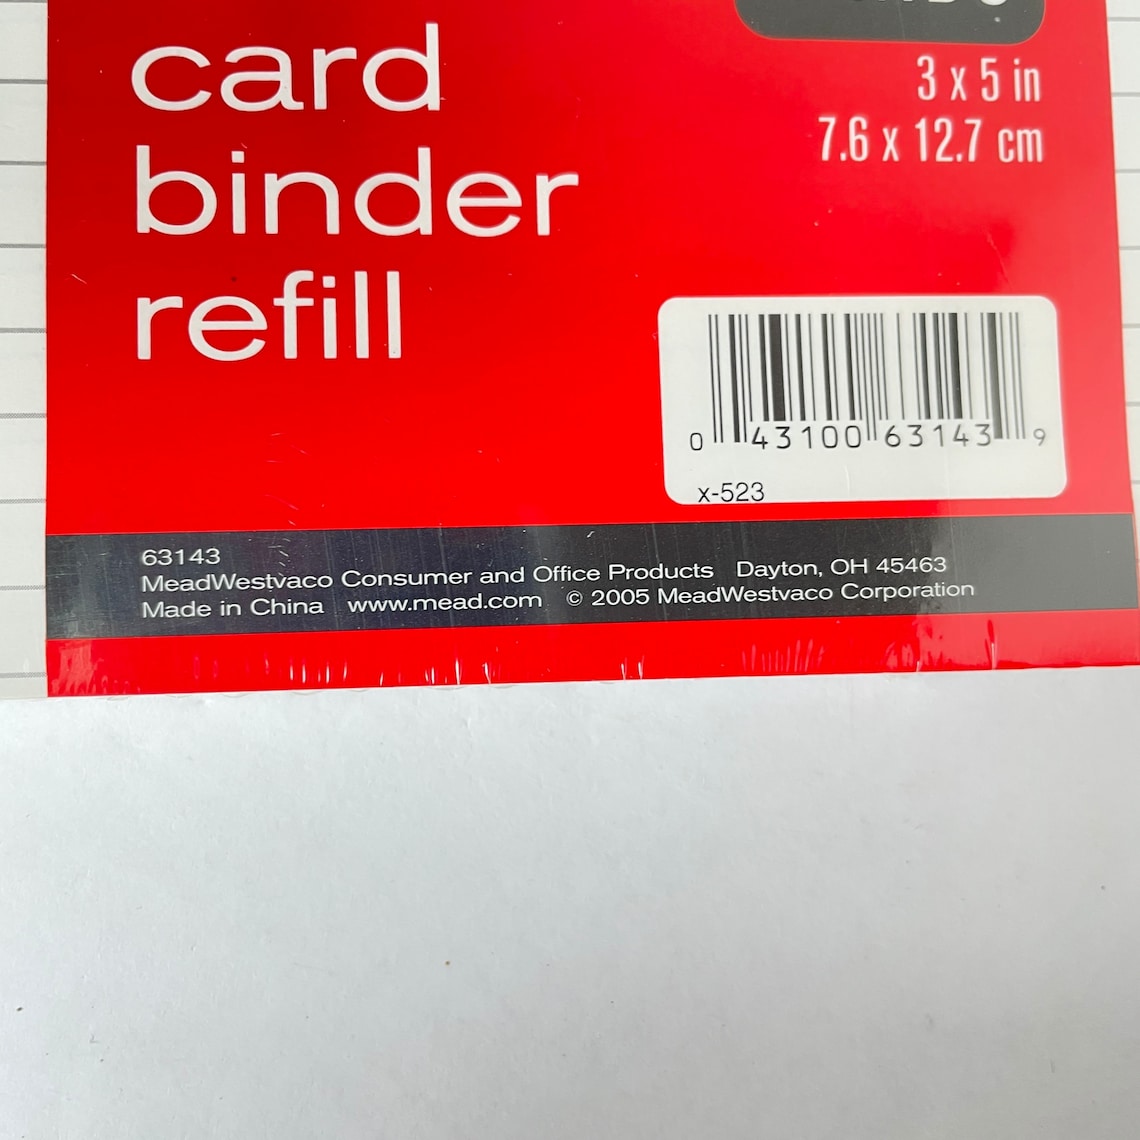 card
binder
refill
3 x 5 in
7.6 x 12.7 cm
0 43100 63143 9
x-523
63143
MeadWestvaco Consumer and Office Products Dayton, OH 45463
Made in China www.mead.com © 2005 MeadWestvaco Corporation